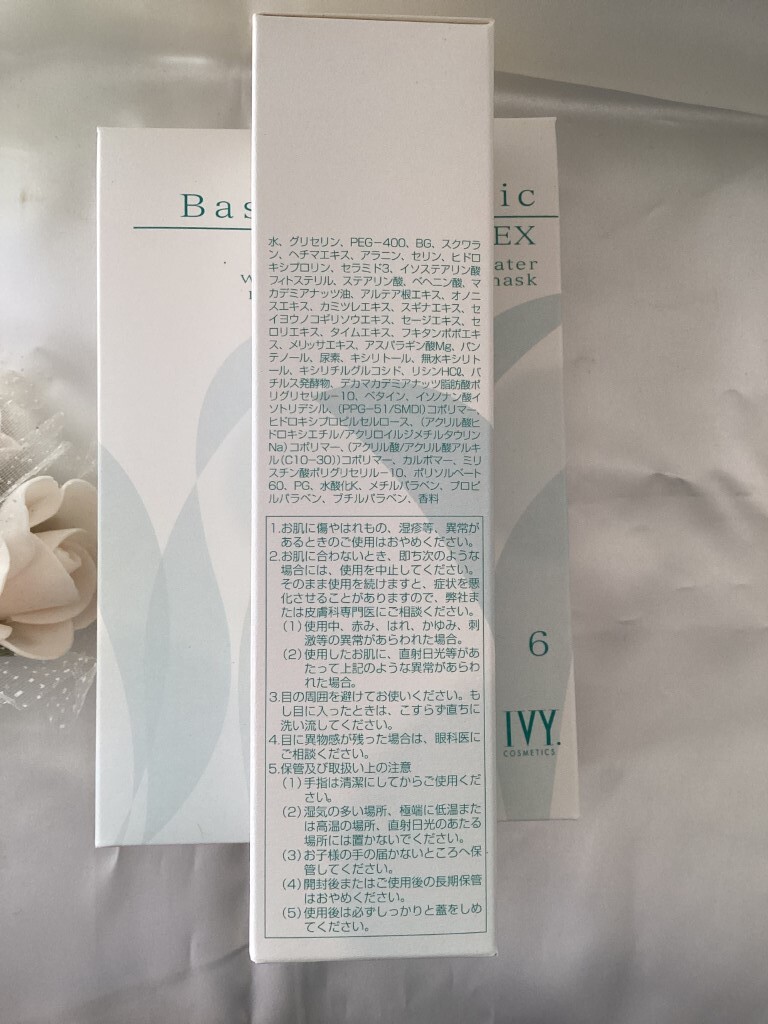 Bas
ic
EX
ater
mask
水、グリセリン、PEG－400、BG、スクワラ
ン、ヘチマエキス、アラニン、セリン、ヒドロ
キシプロリン、セラミド3、イソステアリン酸
フィトステリル、ステアリン酸、ベヘニン酸、マ
カデミアナッツ油、アルテア根エキス、オノニ
スエキス、カミツレエキス、スギナエキス、セ
イヨウノコギリソウエキス、セージエキス、セ
ロリエキス、タイムエキス、フキタンポポエキ
ス、メリッサエキス、アスパラギン酸Mg、パン
テノール、尿素、キシリトール、無水キシリト
ール、キシリチルグルコシド、リシンHCℓ、バ
チルス発酵物、デカマカデミアナッツ脂肪酸ポ
リグリセリル－10、ベタイン、イソノナン酸イ
ソトリデシル、(PPG－51/SMDI)コポリマー、
ヒドロキシプロピルセルロース、(アクリル酸ヒ
ドロキシエチル/アクリロイルジメチルタウリン
Na)コポリマー、(アクリル酸/アクリル酸アルキ
ル(C10－30))コポリマー、カルボマー、ミリ
スチン酸ポリグリセリル－10、ポリソルベート
60、PG、水酸化K、メチルパラベン、プロピ
ルパラベン、ブチルパラベン、香料
1.お肌に傷やはれもの、湿疹等、異常が
あるときのご使用はおやめください。
2.お肌に合わないとき、即ち次のような
場合には、使用を中止してください。
そのまま使用を続けますと、症状を悪
化させることがありますので、弊社ま
たは皮膚科専門医にご相談ください。
(1)使用中、赤み、はれ、かゆみ、刺
激等の異常があらわれた場合。
(2)使用したお肌に、直射日光等があ
たって上記のような異常があらわ
れた場合。
3.目の周囲を避けてお使いください。も
し目に入ったときは、こすらず直ちに
洗い流してください。
4.目に異物感が残った場合は、眼科医に
ご相談ください。
5.保管及び取扱い上の注意
(1)手指は清潔にしてからご使用くだ
さい。
(2)湿気の多い場所、極端に低温また
は高温の場所、直射日光のあたる
場所には置かないでください。
(3)お子様の手の届かないところへ保
管してください。
(4)開封後またはご使用後の長期保管
はおやめください。
(5)使用後は必ずしっかりと蓋をしめ
てください。
6
IVY.
COSMETICS